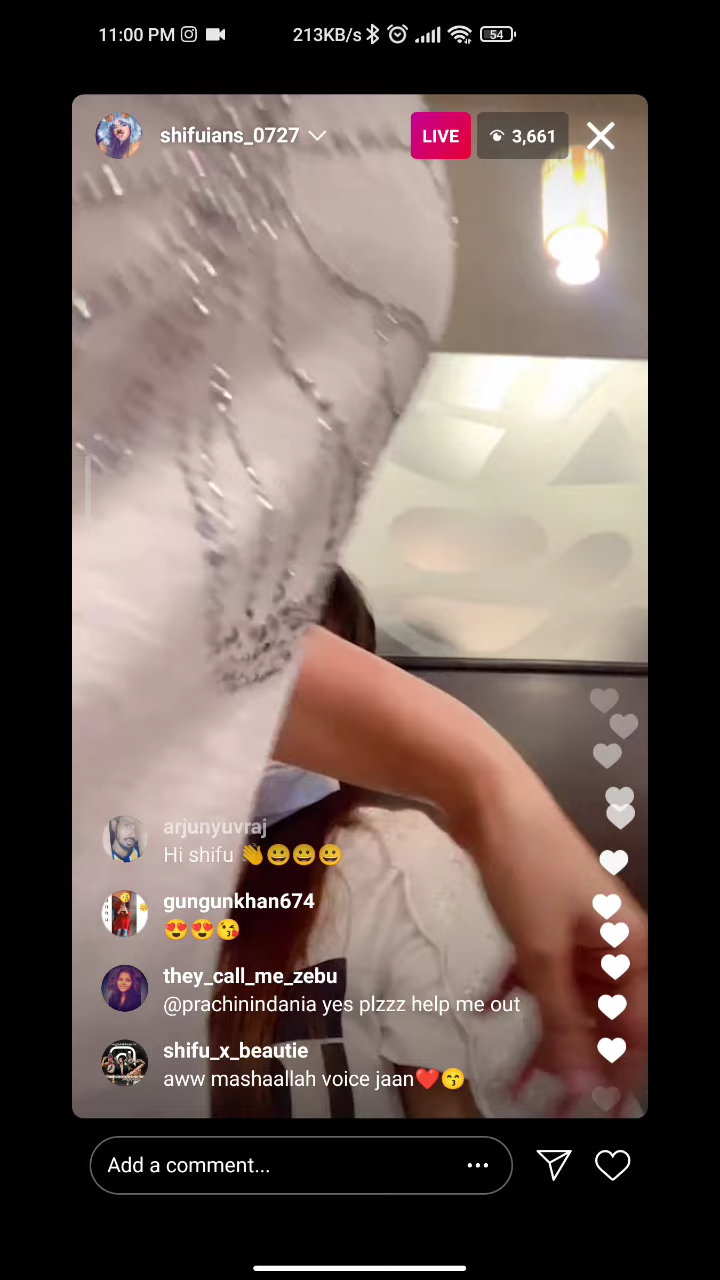 11:00 PM 213KB/s 54
shifuians_0727 LIVE 3,661
arjunyuvraj
Hi shifu 👋😀😀😀
gungunkhan674
😍😍😘
they_call_me_zebu
@prachinindania yes plzzz help me out
shifu_x_beautie
aww mashaallah voice jaan❤️😙
Add a comment...